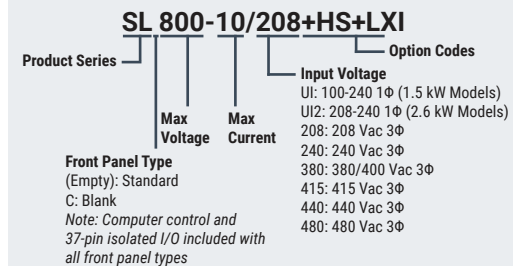 SL 800-10/208+HS+LXI
Product Series
Option Codes
Max
Voltage
Max
Current
Input Voltage
UI: 100-240 1Φ (1.5 kW Models)
UI2: 208-240 1Φ (2.6 kW Models)
208: 208 Vac 3Φ
240: 240 Vac 3Φ
380: 380/400 Vac 3Φ
415: 415 Vac 3Φ
440: 440 Vac 3Φ
480: 480 Vac 3Φ
Front Panel Type
(Empty): Standard
C: Blank
Note: Computer control and
37-pin isolated I/O included with
all front panel types